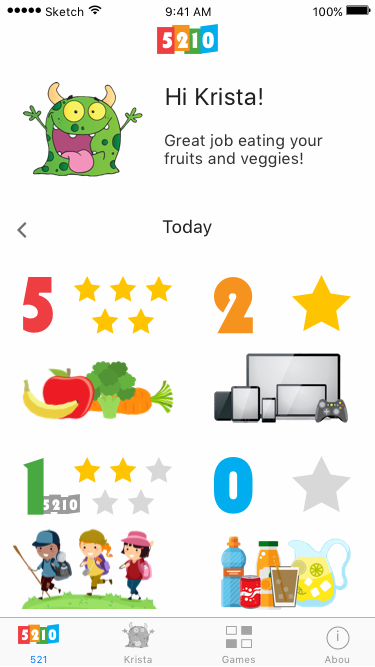 Sketch 9:41 AM 100%
5210
Hi Krista!
Great job eating your
fruits and veggies!
Today
5 2
1 5210 0
5210
521 Krista Games Abou